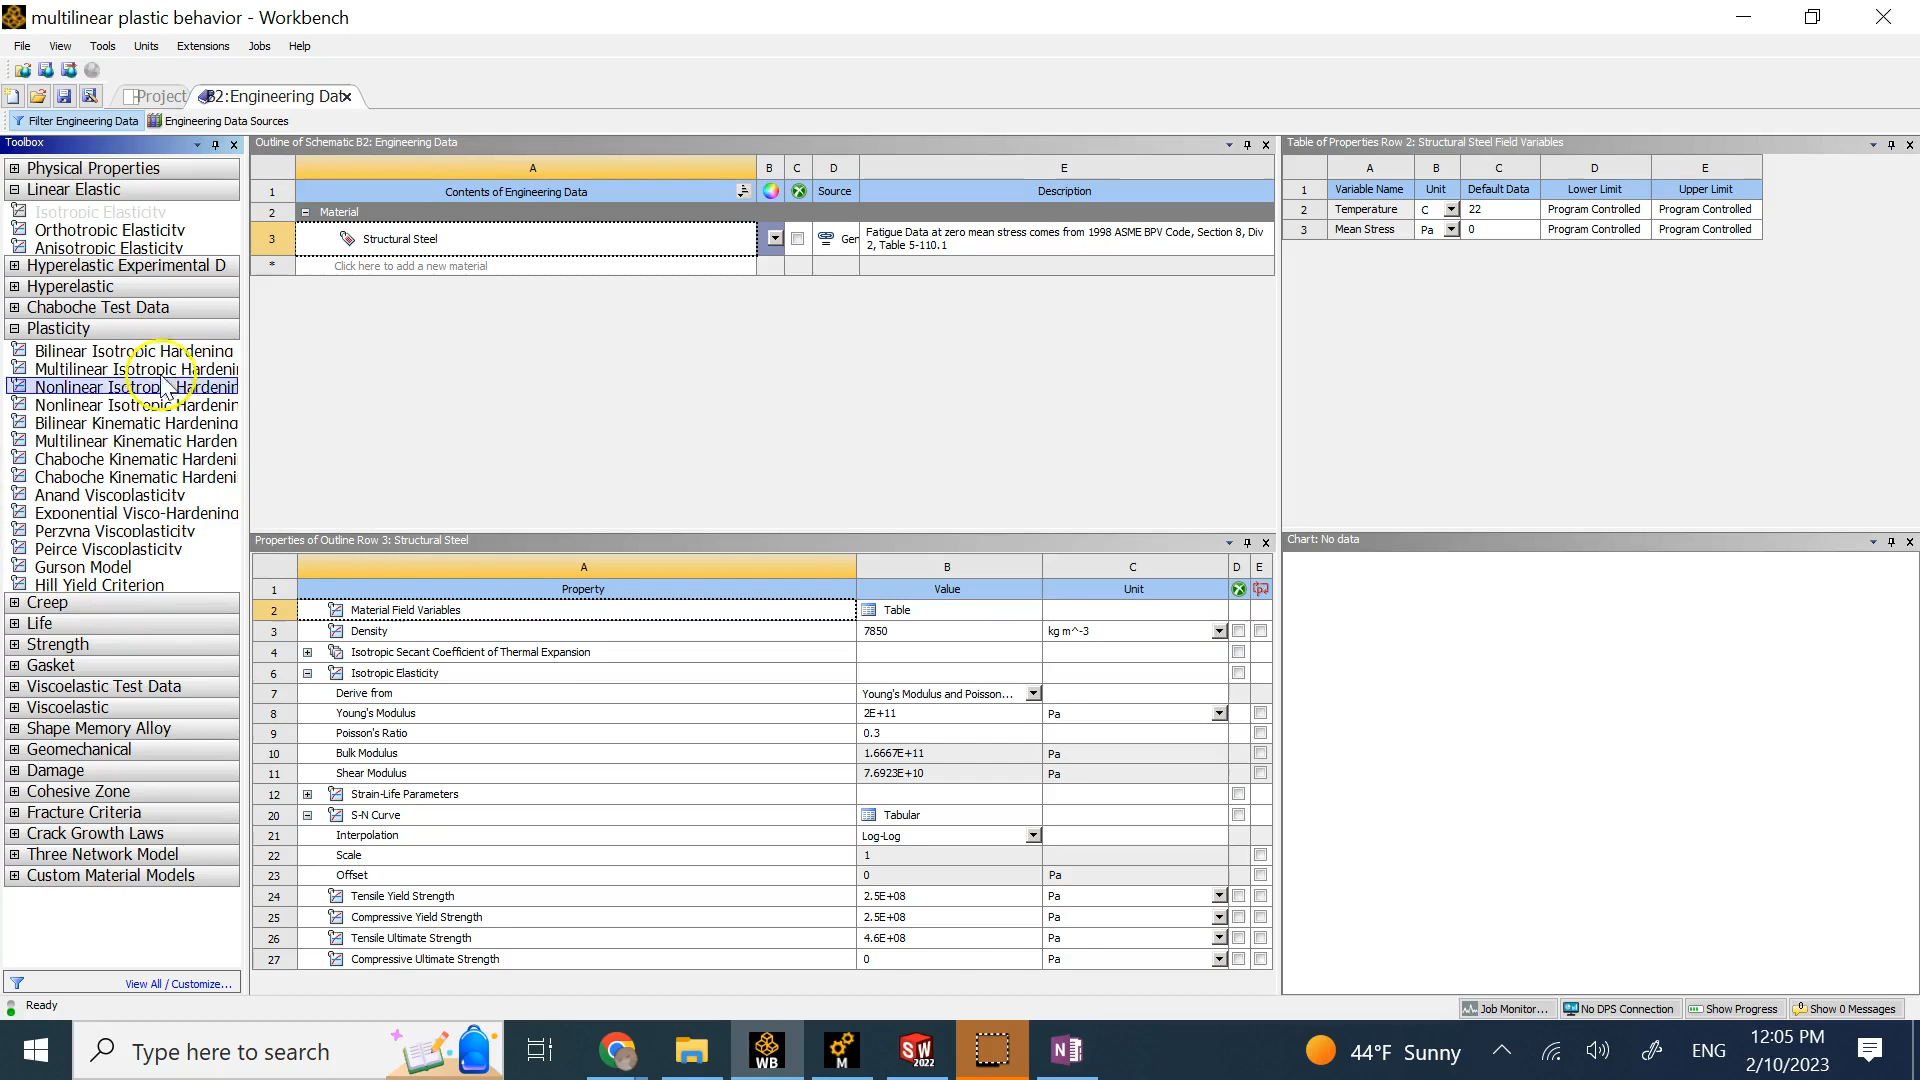 multilinear plastic behavior - Workbench
File View Tools Units Extensions Jobs Help
Project B2:Engineering Data
Filter Engineering Data Engineering Data Sources
Toolbox
Physical Properties
Linear Elastic
Isotropic Elasticity
Orthotropic Elasticity
Anisotropic Elasticity
Hyperelastic Experimental D
Hyperelastic
Chaboche Test Data
Plasticity
Bilinear Isotropic Hardening
Multilinear Isotropic Hardeni
Nonlinear Isotropic Hardenin
Nonlinear Isotropic Hardenin
Bilinear Kinematic Hardening
Multilinear Kinematic Harden
Chaboche Kinematic Hardeni
Chaboche Kinematic Hardeni
Anand Viscoplasticity
Exponential Visco-Hardening
Perzyna Viscoplasticity
Peirce Viscoplasticity
Gurson Model
Hill Yield Criterion
Creep
Life
Strength
Gasket
Viscoelastic Test Data
Viscoelastic
Shape Memory Alloy
Geomechanical
Damage
Cohesive Zone
Fracture Criteria
Crack Growth Laws
Three Network Model
Custom Material Models
View All / Customize...
Outline of Schematic B2: Engineering Data
A B C D E
1 Contents of Engineering Data Source Description
2 Material
3 Structural Steel Ger Fatigue Data at zero mean stress comes from 1998 ASME BPV Code, Section 8, Div
2, Table 5-110.1
* Click here to add a new material
Properties of Outline Row 3: Structural Steel
A B C D E
1 Property Value Unit
2 Material Field Variables Table
3 Density 7850 kg m^-3
4 Isotropic Secant Coefficient of Thermal Expansion
6 Isotropic Elasticity
7 Derive from Young's Modulus and Poisson...
8 Young's Modulus 2E+11 Pa
9 Poisson's Ratio 0.3
10 Bulk Modulus 1.6667E+11 Pa
11 Shear Modulus 7.6923E+10 Pa
12 Strain-Life Parameters
20 S-N Curve Tabular
21 Interpolation Log-Log
22 Scale 1
23 Offset 0 Pa
24 Tensile Yield Strength 2.5E+08 Pa
25 Compressive Yield Strength 2.5E+08 Pa
26 Tensile Ultimate Strength 4.6E+08 Pa
27 Compressive Ultimate Strength 0 Pa
Table of Properties Row 2: Structural Steel Field Variables
A B C D E
1 Variable Name Unit Default Data Lower Limit Upper Limit
2 Temperature C 22 Program Controlled Program Controlled
3 Mean Stress Pa 0 Program Controlled Program Controlled
Chart: No data
Ready
Job Monitor... No DPS Connection Show Progress Show 0 Messages
Type here to search
WB
M
SW
2022
N
44°F Sunny
ENG
12:05 PM
2/10/2023